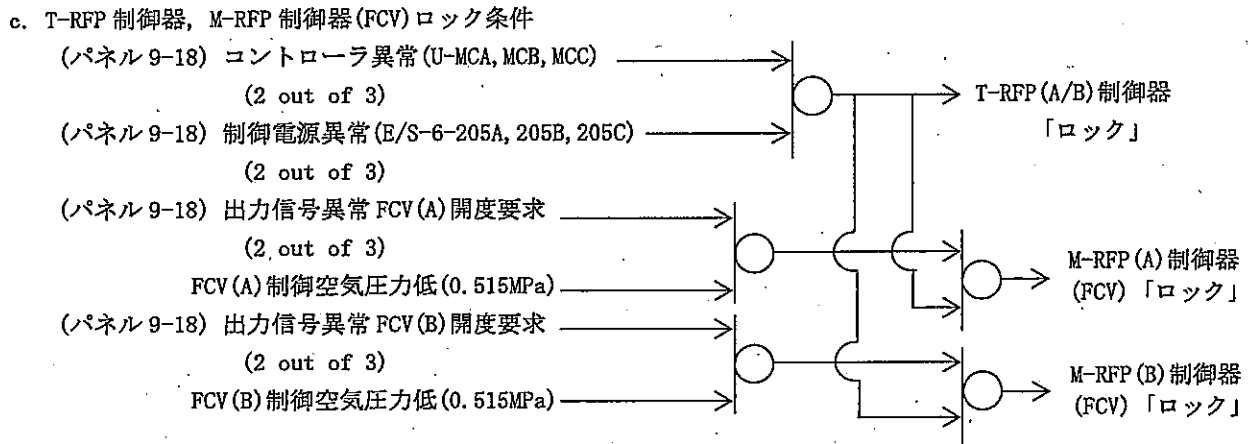 c. T-RFP 制御器, M-RFP 制御器(FCV)ロック条件
(パネル 9-18) コントローラ異常(U-MCA, MCB, MCC)
(2 out of 3)
(パネル 9-18) 制御電源異常(E/S-6-205A, 205B, 205C)
(2 out of 3)
T-RFP(A/B)制御器
「ロック」
(パネル 9-18) 出力信号異常 FCV(A)開度要求
(2 out of 3)
FCV(A)制御空気圧力低(0.515MPa)
M-RFP(A)制御器
(FCV)「ロック」
(パネル 9-18) 出力信号異常 FCV(B)開度要求
(2 out of 3)
FCV(B)制御空気圧力低(0.515MPa)
M-RFP(B)制御器
(FCV)「ロック」